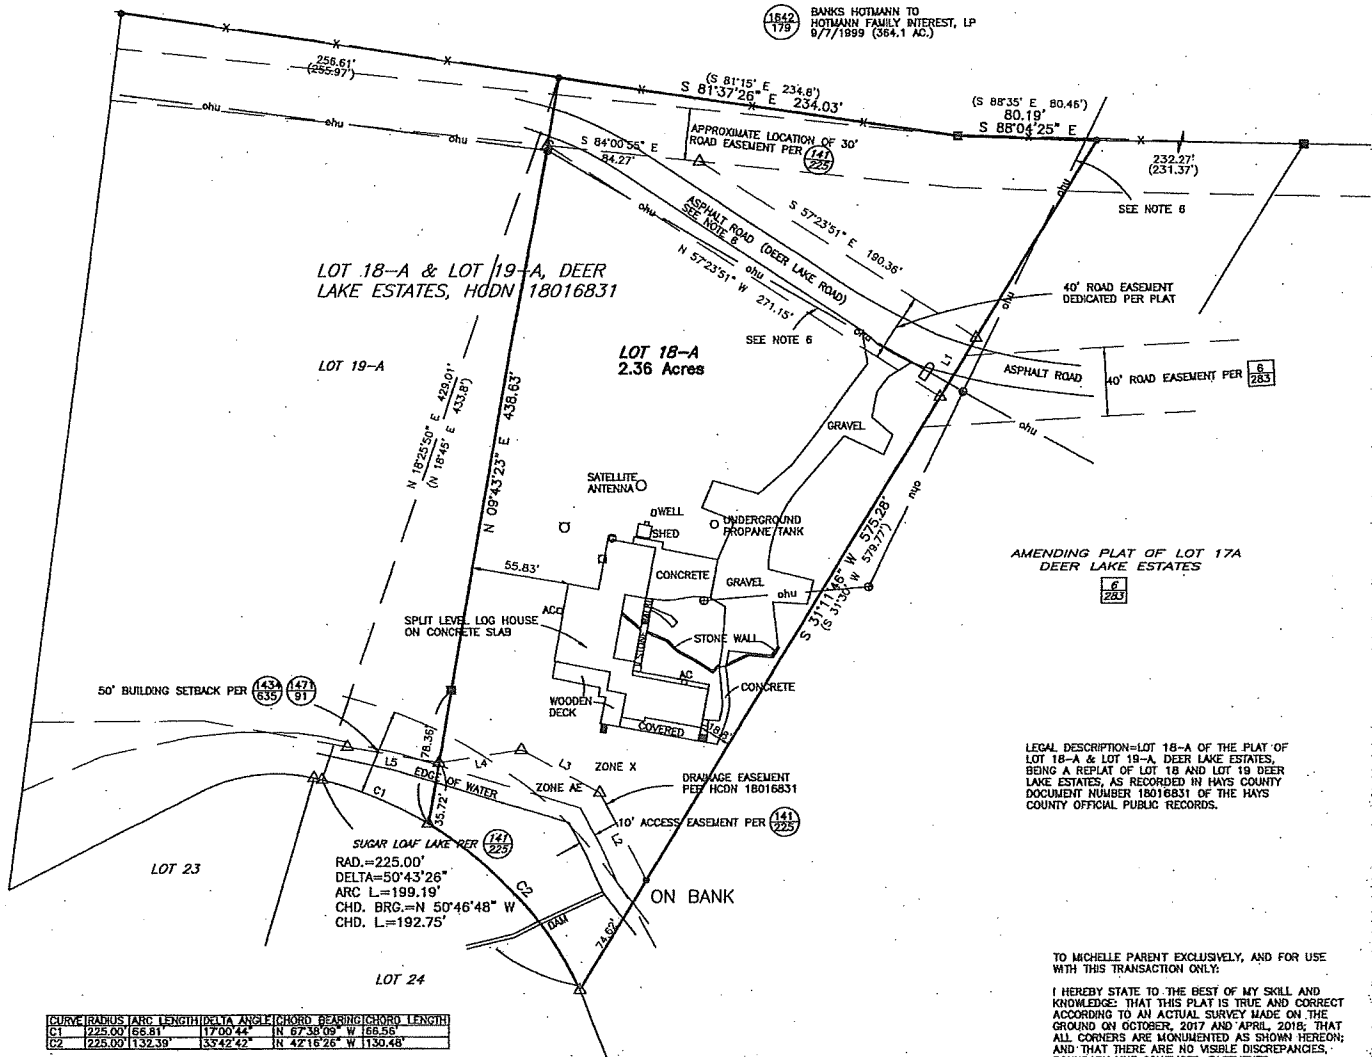 1642
179
BANKS HOTMANN TO
HOTMANN FAMILY INTEREST, LP
9/7/1999 (364.1 AC.)
256.61'
(255.97')
(S 81°15' E 234.8')
S 81°37'26" E 234.03'
(S 88°35' E 80.46')
80.19'
S 88°04'25" E
232.27'
(231.37')
ohu
ohu
ohu
S 84°00'55" E
84.27'
APPROXIMATE LOCATION OF 30'
ROAD EASEMENT PER 141
225
ohu
SEE NOTE 6
ASPHALT ROAD (DEER LAKE ROAD)
SEE NOTE 6
S 57°23'51" E 190.36'
N 57°23'51" W 271.15'
ohu
ohu
ohu
ohu
SEE NOTE 6
40' ROAD EASEMENT
DEDICATED PER PLAT
LOT 18-A & LOT 19-A, DEER
LAKE ESTATES, HCDN 18016831
LOT 19-A
LOT 18-A
2.36 Acres
L1
ASPHALT ROAD
40' ROAD EASEMENT PER 6
283
ohu
ohu
N 18°25'50" E 429.01'
(N 18°45' E 433.8')
N 09°43'23" E 438.63'
GRAVEL
SATELLITE
ANTENNA
WELL
SHED
UNDERGROUND
PROPANE TANK
S 31°11'46" W 575.28'
(S 31°30' W 579.77')
AMENDING PLAT OF LOT 17A
DEER LAKE ESTATES
6
283
55.83'
CONCRETE
GRAVEL
ohu
AC
SPLIT LEVEL LOG HOUSE
ON CONCRETE SLAB
STONE WALL
AC
CONCRETE
50' BUILDING SETBACK PER 1434
635
1471
91
WOODEN
DECK
COVERED
18.8'
78.36'
L5
L4
L3
ZONE X
EDGE OF WATER
ZONE AE
DRAINAGE EASEMENT
PER HCDN 18016831
C1
35.72'
10' ACCESS EASEMENT PER 141
225
L2
LEGAL DESCRIPTION=LOT 18-A OF THE PLAT OF
LOT 18-A & LOT 19-A, DEER LAKE ESTATES,
BEING A REPLAT OF LOT 18 AND LOT 19 DEER
LAKE ESTATES, AS RECORDED IN HAYS COUNTY
DOCUMENT NUMBER 18016831 OF THE HAYS
COUNTY OFFICIAL PUBLIC RECORDS.
SUGAR LOAF LAKE PER 141
225
RAD.=225.00'
DELTA=50°43'26"
ARC L.=199.19'
CHD. BRG.=N 50°46'48" W
CHD. L.=192.75'
LOT 23
C2
ON BANK
DAM
74.62'
LOT 24
TO MICHELLE PARENT EXCLUSIVELY, AND FOR USE
WITH THIS TRANSACTION ONLY:
I HEREBY STATE TO THE BEST OF MY SKILL AND
KNOWLEDGE: THAT THIS PLAT IS TRUE AND CORRECT
ACCORDING TO AN ACTUAL SURVEY MADE ON THE
GROUND ON OCTOBER, 2017 AND APRIL, 2018; THAT
ALL CORNERS ARE MONUMENTED AS SHOWN HEREON;
AND THAT THERE ARE NO VISIBLE DISCREPANCIES,
CURVE RADIUS ARC LENGTH DELTA ANGLE CHORD BEARING CHORD LENGTH
C1 225.00' 66.81' 17°00'44" N 67°38'09" W 66.56'
C2 225.00' 132.39' 33°42'42" N 42°16'26" W 130.48'